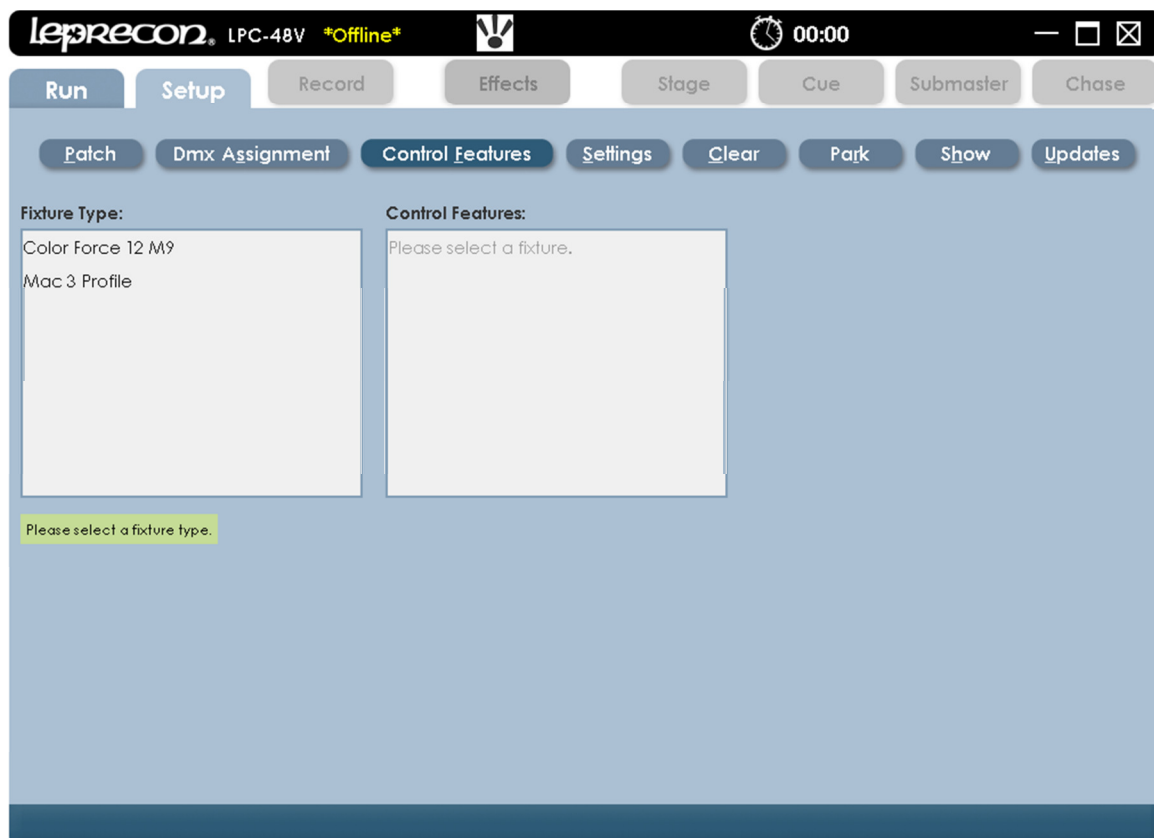 Leprecon® LPC-48V *Offline* 00:00
Run Setup Record Effects Stage Cue Submaster Chase
Patch Dmx Assignment Control Features Settings Clear Park Show Updates
Fixture Type: Control Features:
Color Force 12 M9 Please select a fixture.
Mac 3 Profile
Please select a fixture type.